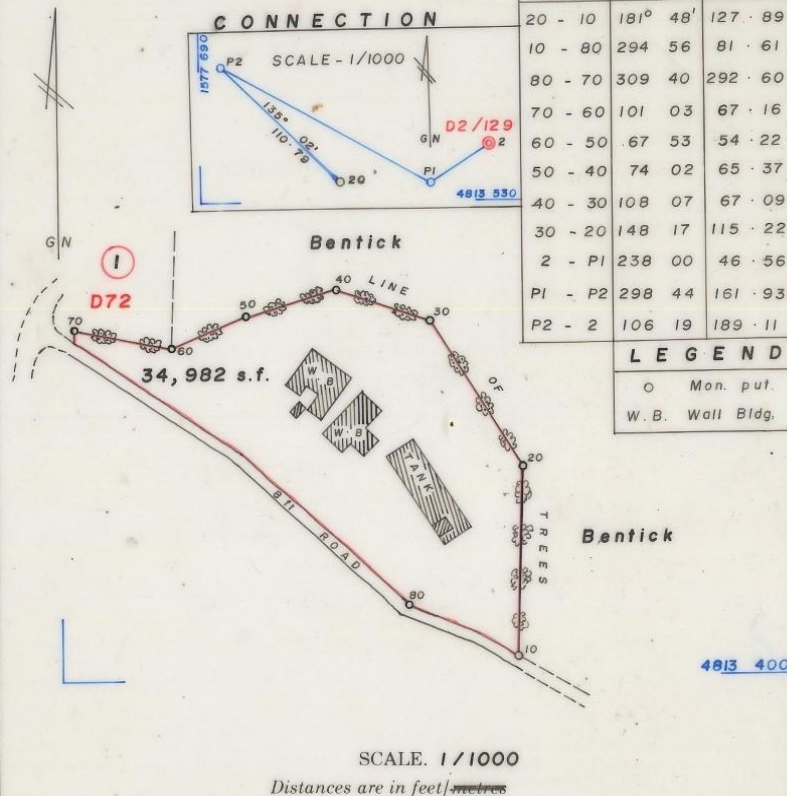 CONNECTION
1577 690
P2
SCALE - 1/1000
135° 02'
110·79
GN
D2/129
2
20
P1
4813 530
20 - 10 181° 48' 127·89
10 - 80 294 56 81·61
80 - 70 309 40 292·60
70 - 60 101 03 67·16
60 - 50 67 53 54·22
50 - 40 74 02 65·37
40 - 30 108 07 67·09
30 - 20 148 17 115·22
2 - P1 238 00 46·56
P1 - P2 298 44 161·93
P2 - 2 106 19 189·11
LEGEND
o Mon. put.
W.B. Wall Bldg.
GN
1
D72
Bentick
70
60
50
40
30
20
80
10
LINE OF TREES
34,982 s.f.
W.B
W.B
TANK
8 ft ROAD
Bentick
4813 400
SCALE. 1/1000
Distances are in feet/metres